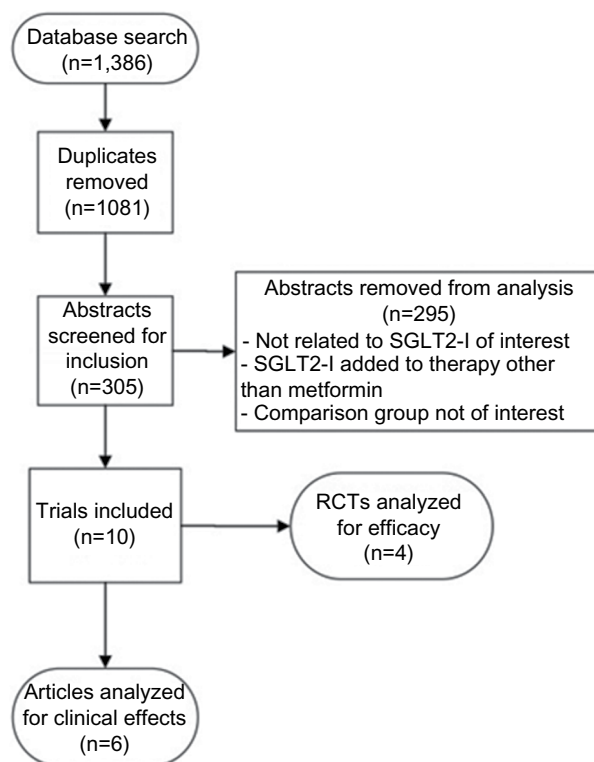 Database search
(n=1,386)
Duplicates
removed
(n=1081)
Abstracts
screened for
inclusion
(n=305)
Abstracts removed from analysis
(n=295)
- Not related to SGLT2-I of interest
- SGLT2-I added to therapy other
than metformin
- Comparison group not of interest
Trials included
(n=10)
RCTs analyzed
for efficacy
(n=4)
Articles analyzed
for clinical effects
(n=6)